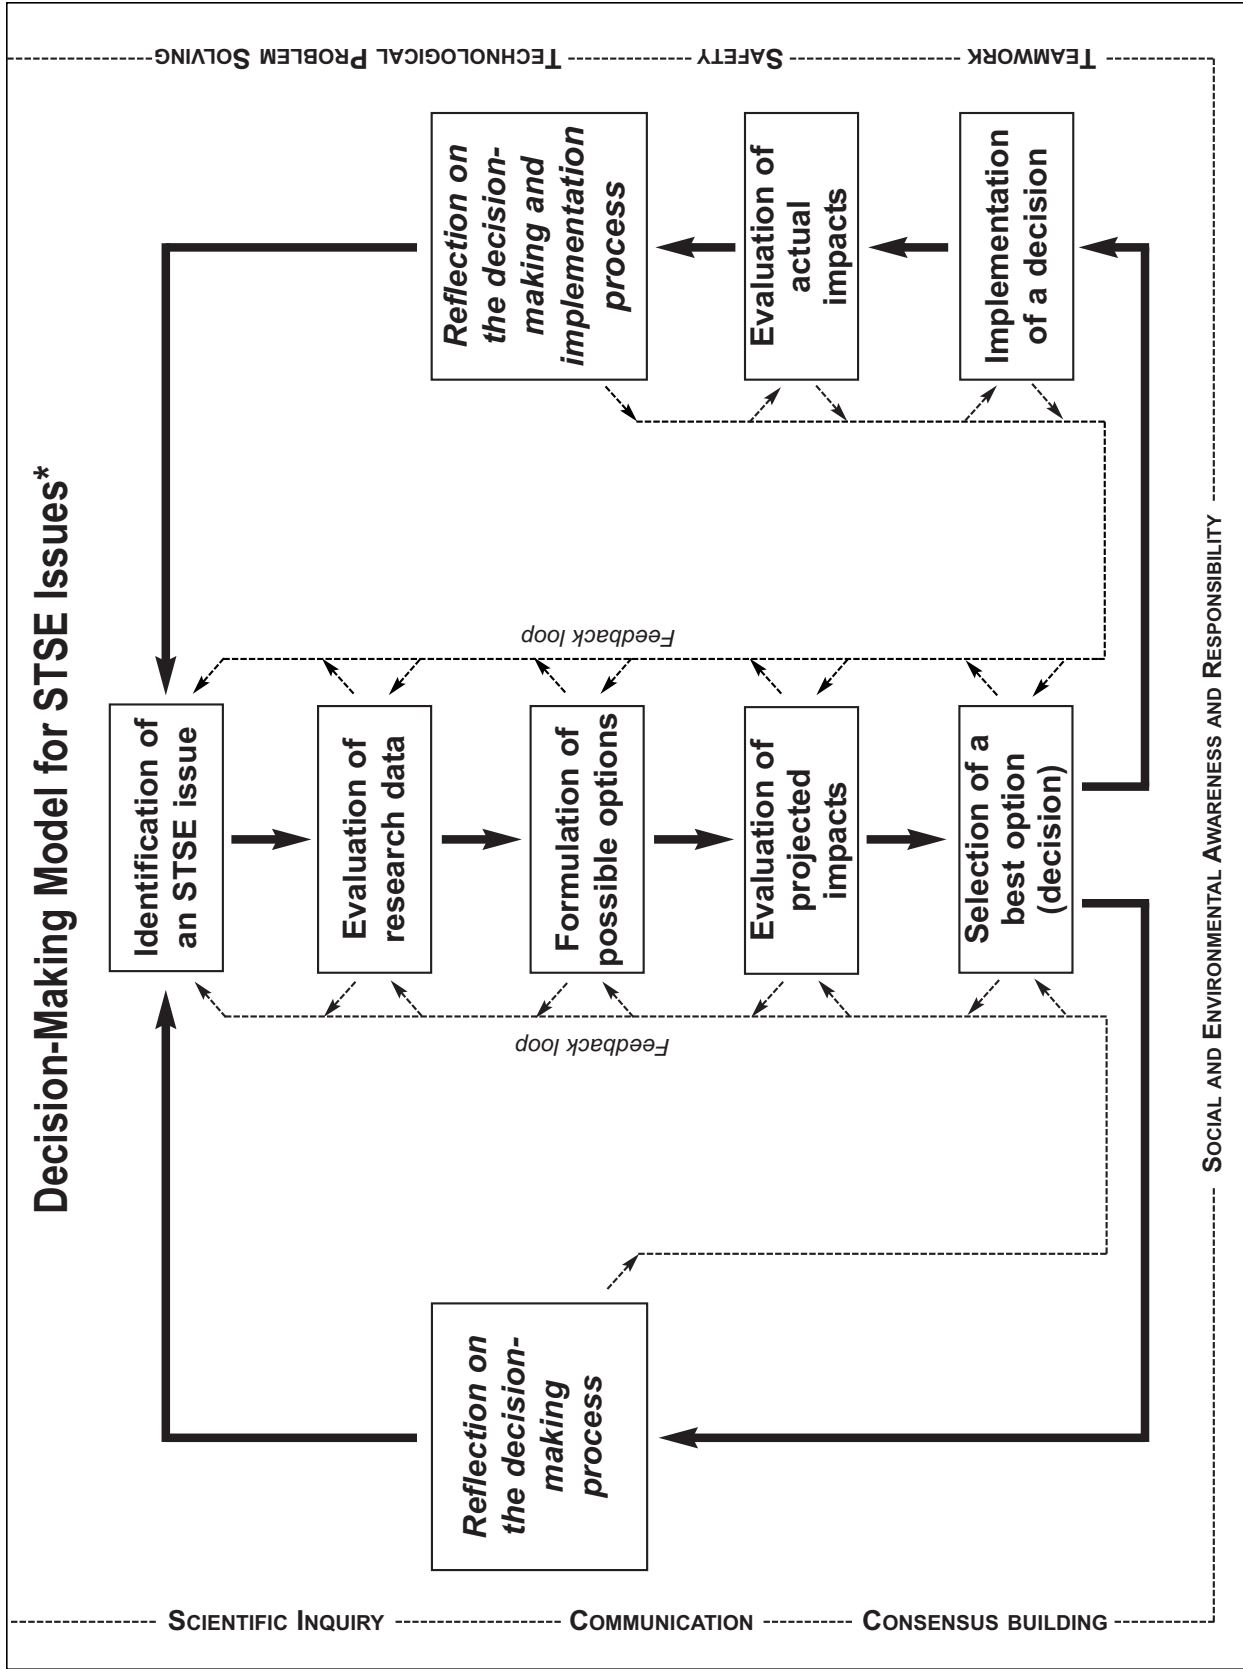 Decision-Making Model for STSE Issues*
Identification of
an STSE issue
Evaluation of
research data
Formulation of
possible options
Evaluation of
projected
impacts
Selection of a
best option
(decision)
Reflection on
the decision-
making
process
Reflection on
the decision-
making and
implementation
process
Evaluation of
actual
impacts
Implementation
of a decision
Feedback loop
Feedback loop
SCIENTIFIC INQUIRY
COMMUNICATION
CONSENSUS BUILDING
SOCIAL AND ENVIRONMENTAL AWARENESS AND RESPONSIBILITY
TEAMWORK
SAFETY
TECHNOLOGICAL PROBLEM SOLVING